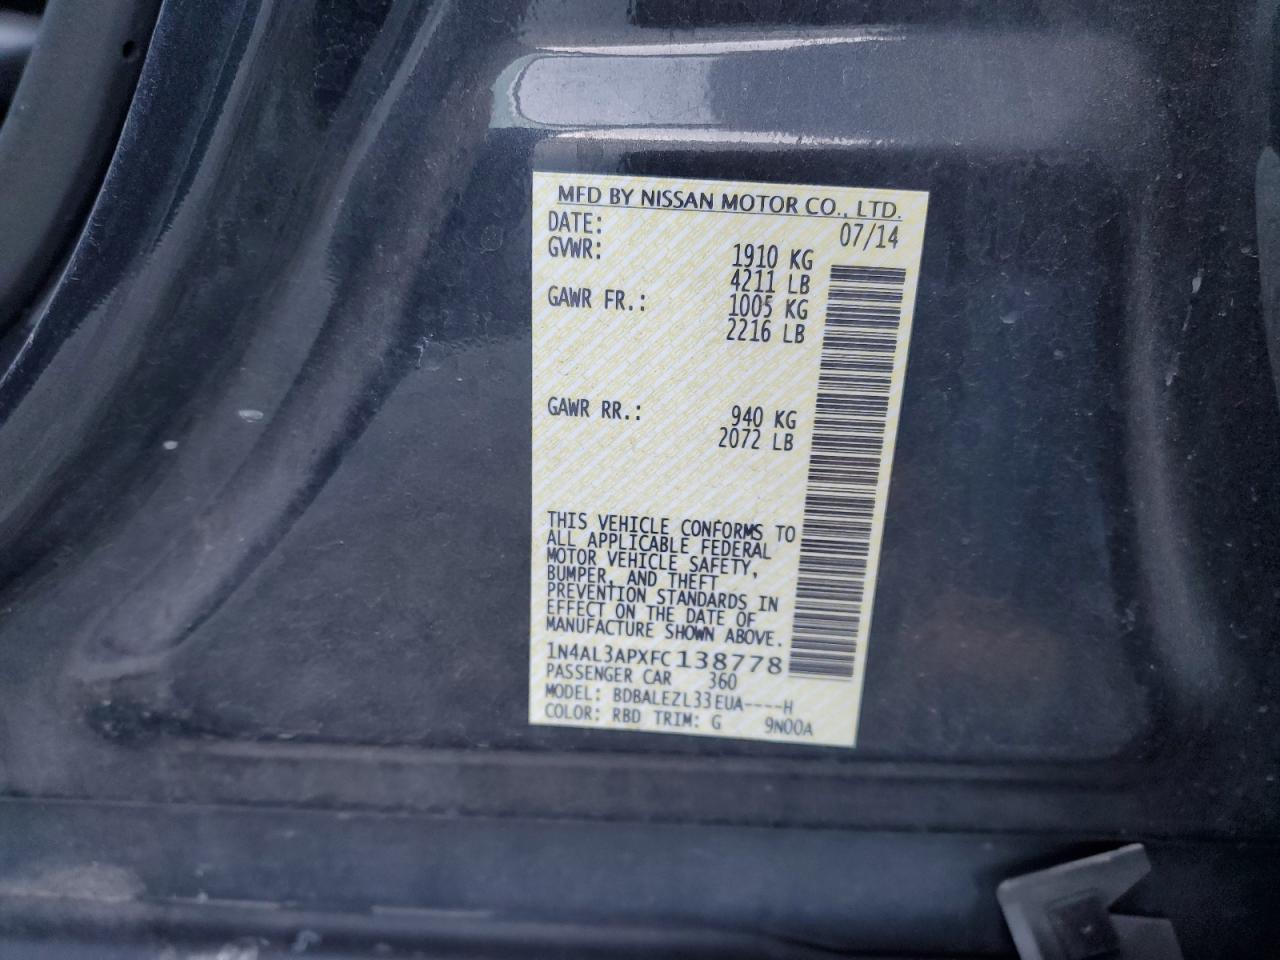 MFD BY NISSAN MOTOR CO., LTD.
DATE: 07/14
GVWR: 1910 KG
4211 LB
GAWR FR.: 1005 KG
2216 LB
GAWR RR.: 940 KG
2072 LB
THIS VEHICLE CONFORMS TO
ALL APPLICABLE FEDERAL
MOTOR VEHICLE SAFETY,
BUMPER, AND THEFT
PREVENTION STANDARDS IN
EFFECT ON THE DATE OF
MANUFACTURE SHOWN ABOVE.
1N4AL3APXFC138778
PASSENGER CAR 360
MODEL: BDBALEZL33EUA----H
COLOR: RBD TRIM: G 9N00A